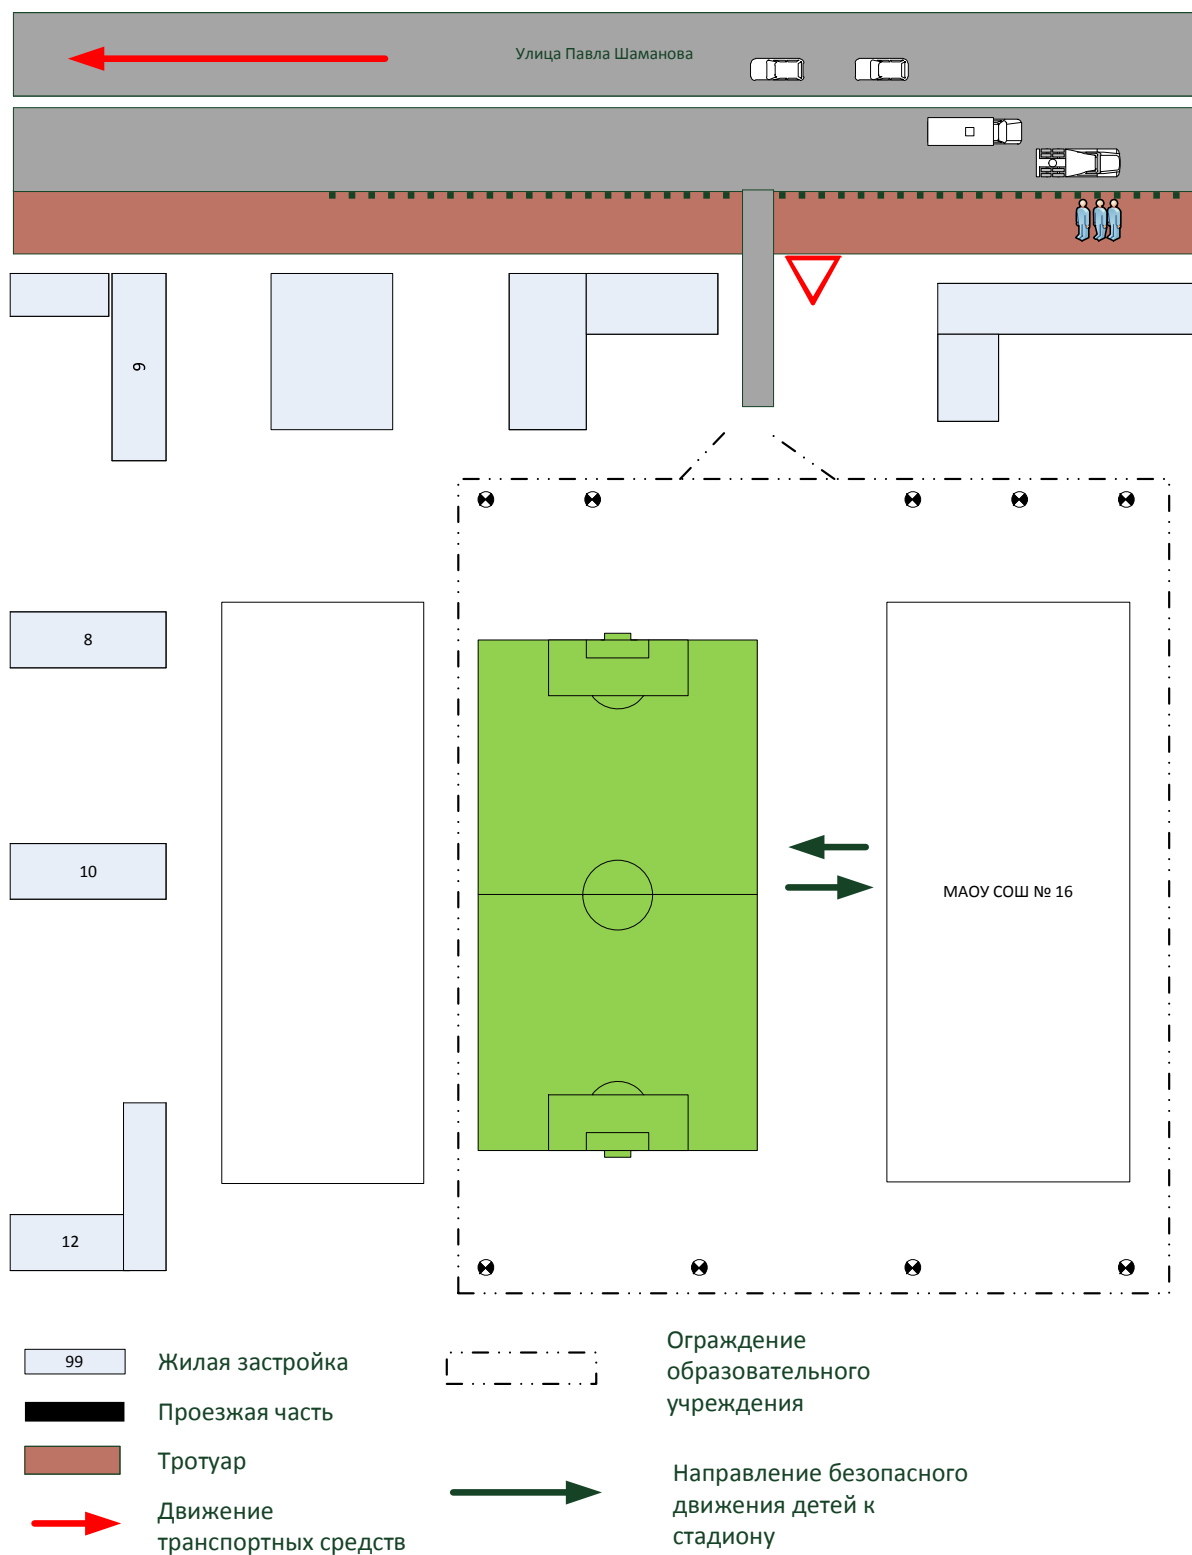 Улица Павла Шаманова
9
8
10
МАОУ СОШ № 16
12
99
Жилая застройка
Проезжая часть
Тротуар
Движение
транспортных средств
Ограждение
образовательного
учреждения
Направление безопасного
движения детей к
стадиону